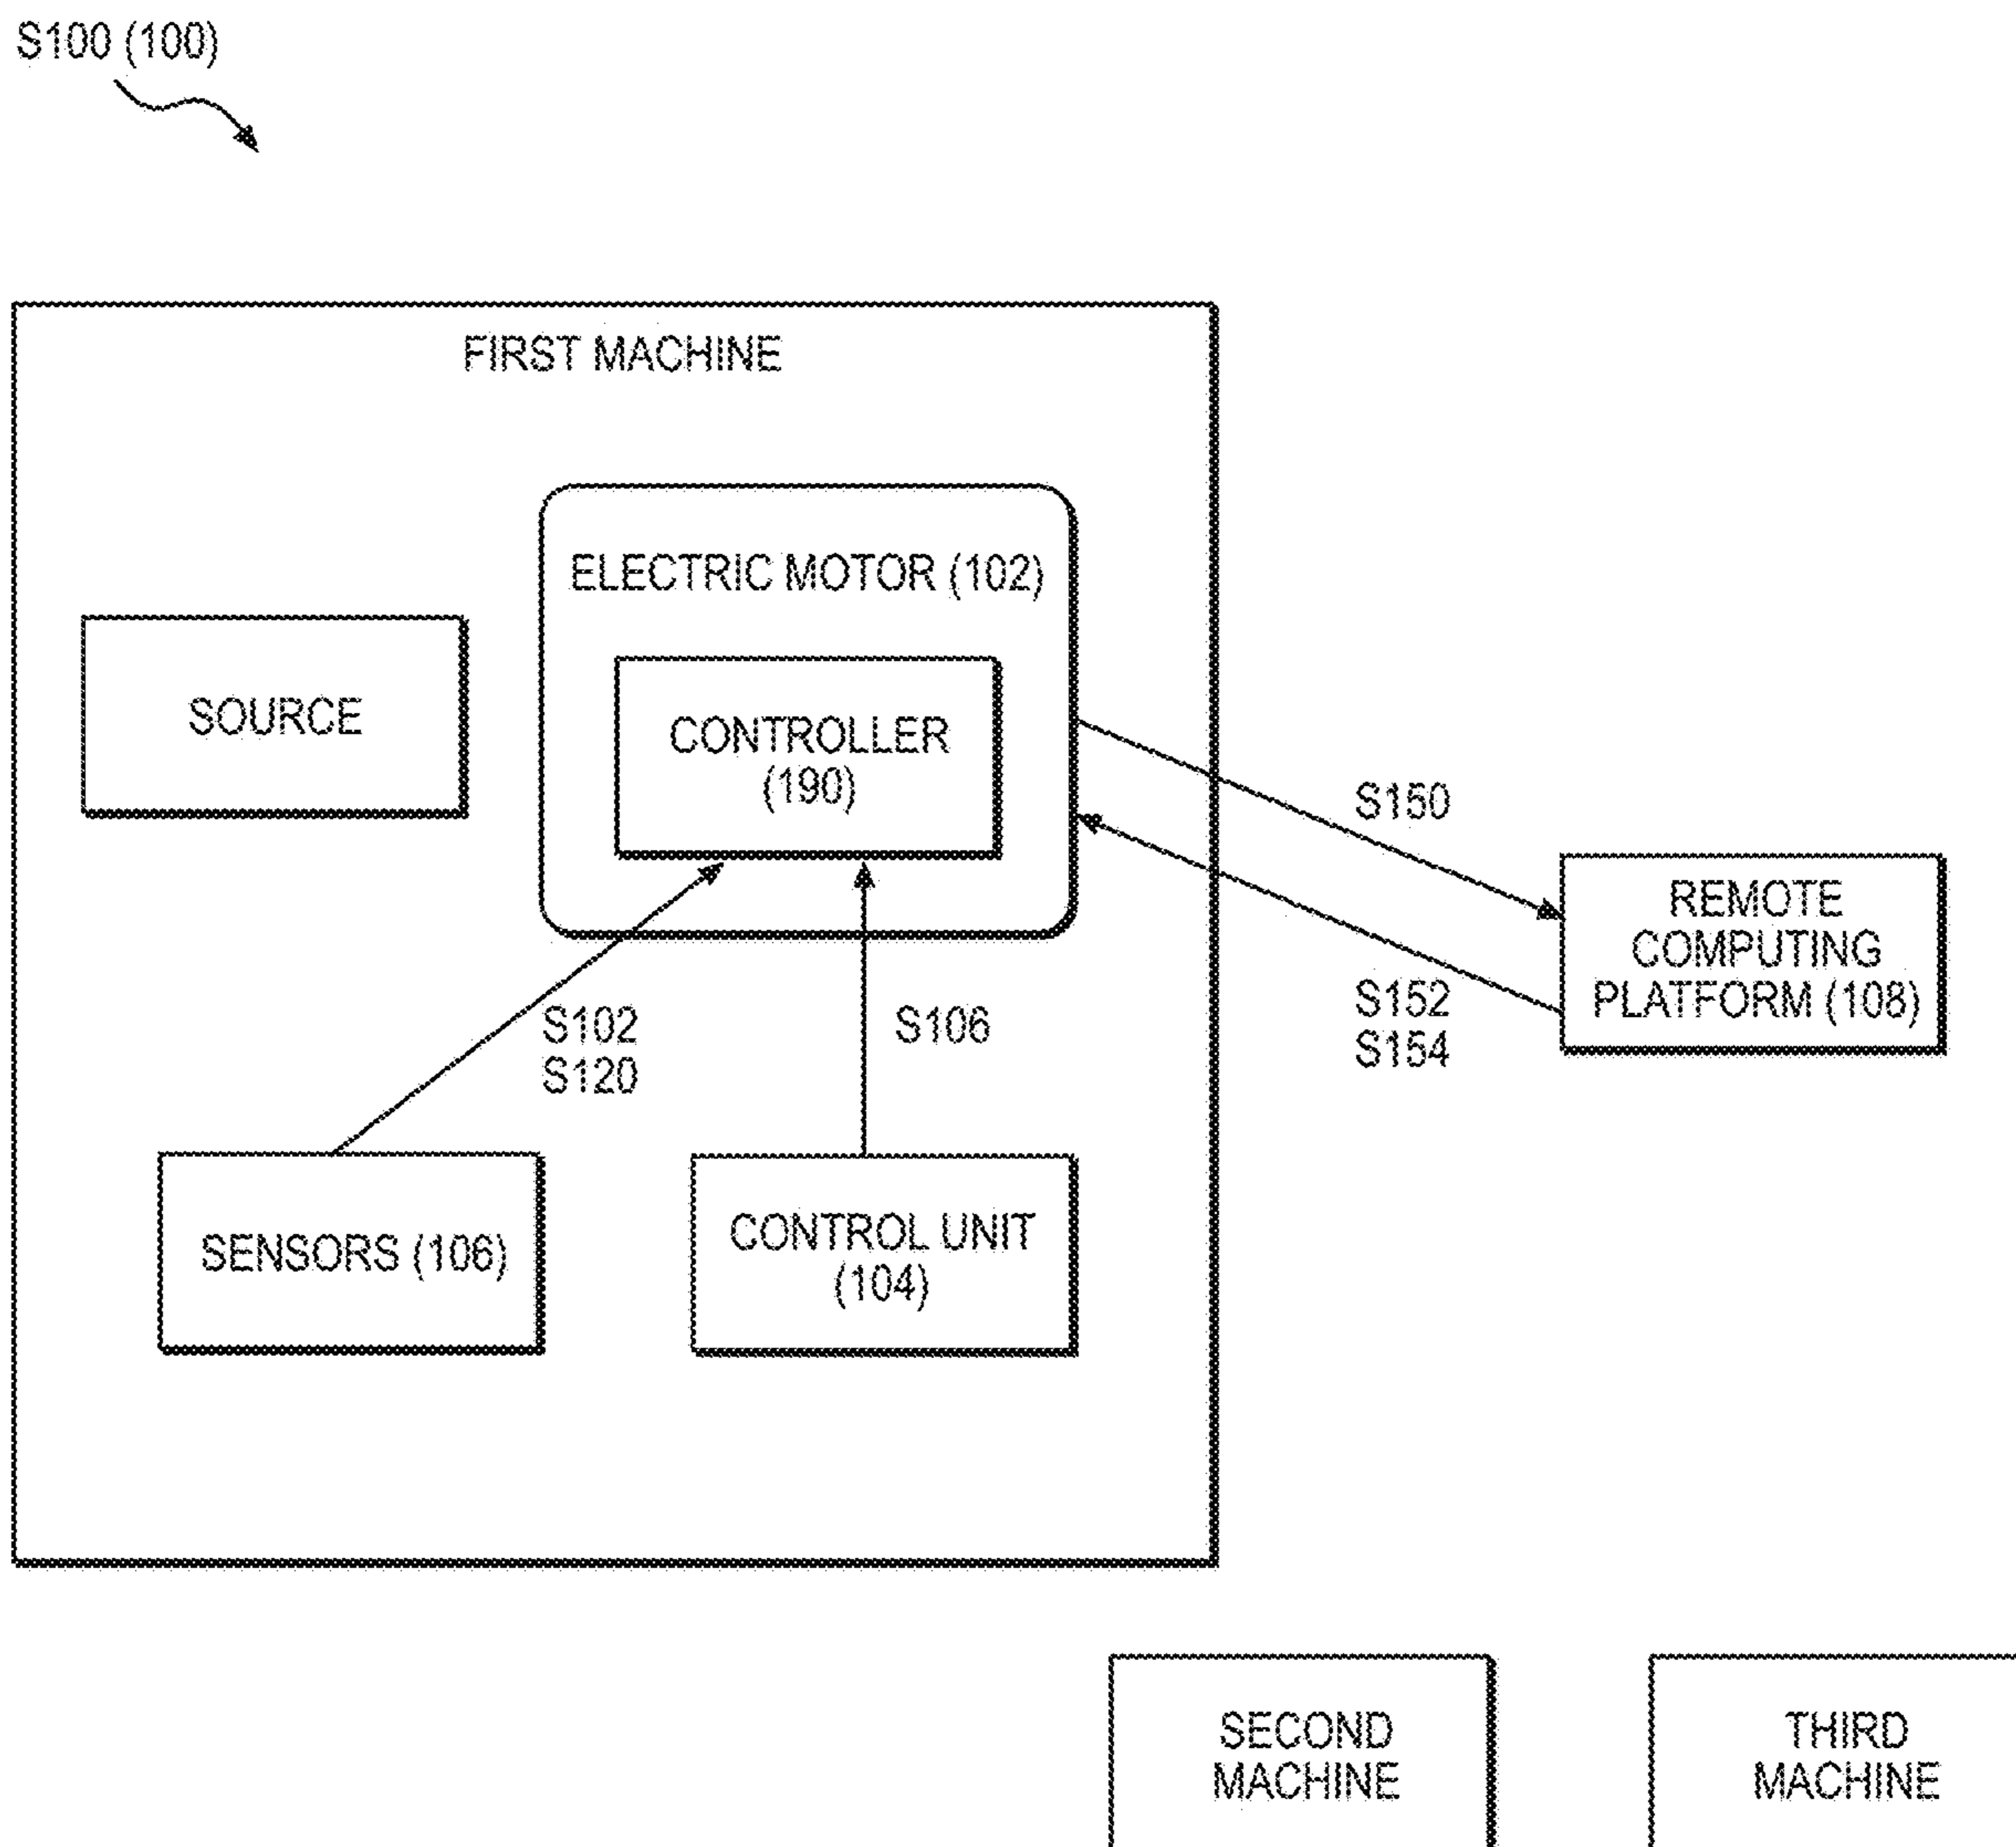 S100 (100)
FIRST MACHINE
ELECTRIC MOTOR (102)
SOURCE
CONTROLLER
(190)
S150
REMOTE
COMPUTING
PLATFORM (108)
S152
S154
S102
S120
S106
SENSORS (106)
CONTROL UNIT
(104)
SECOND
MACHINE
THIRD
MACHINE